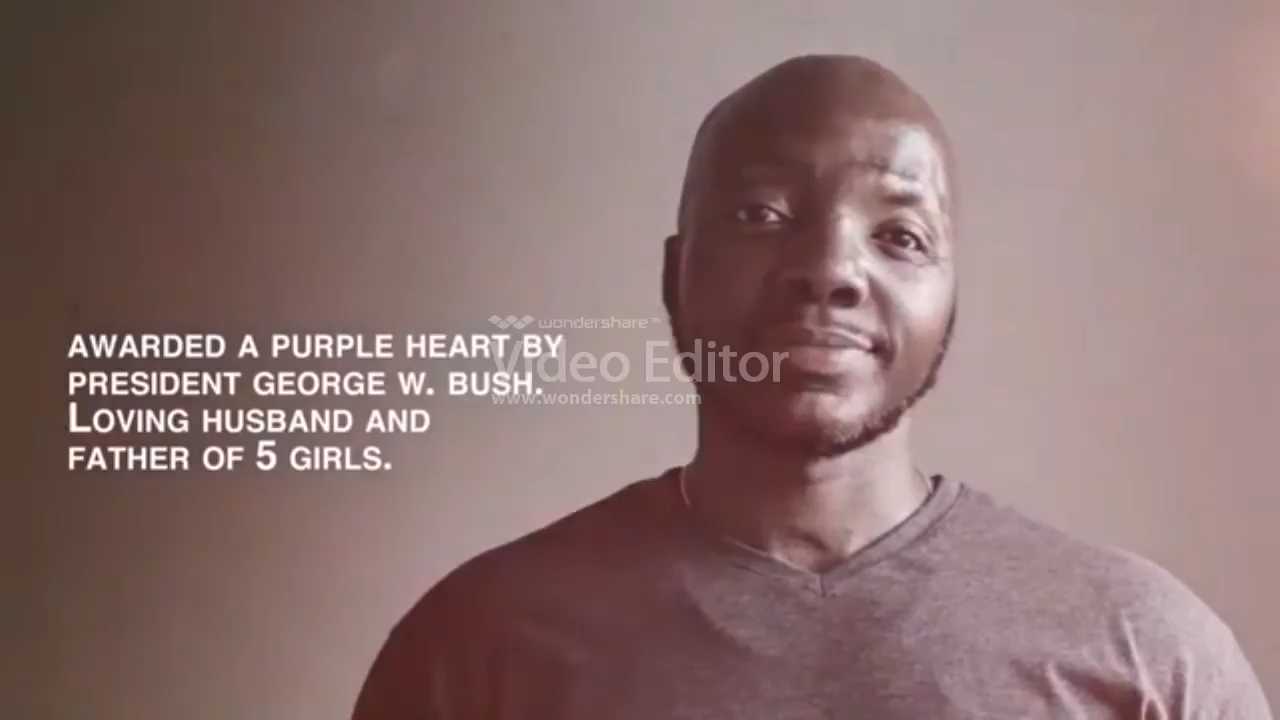 AWARDED A PURPLE HEART BY
PRESIDENT GEORGE W. BUSH.
LOVING HUSBAND AND
FATHER OF 5 GIRLS.
wondershare™
Video Editor
www.wondershare.com